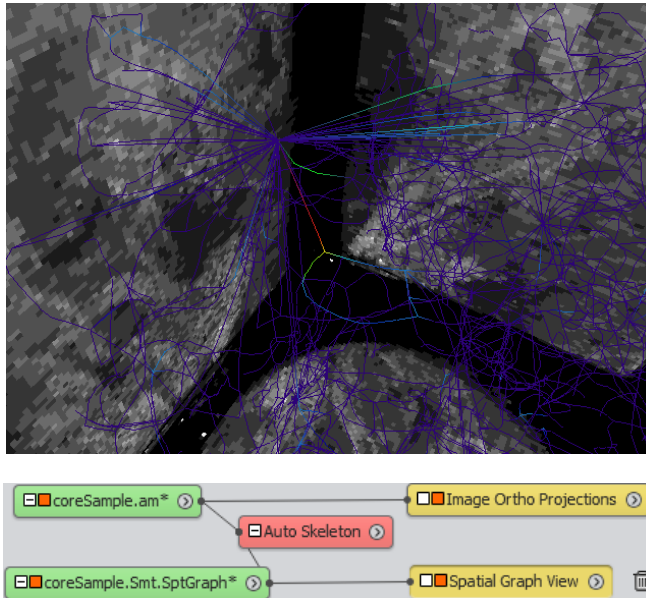 coreSample.am*
Image Ortho Projections
Auto Skeleton
coreSample.Smt.SptGraph*
Spatial Graph View